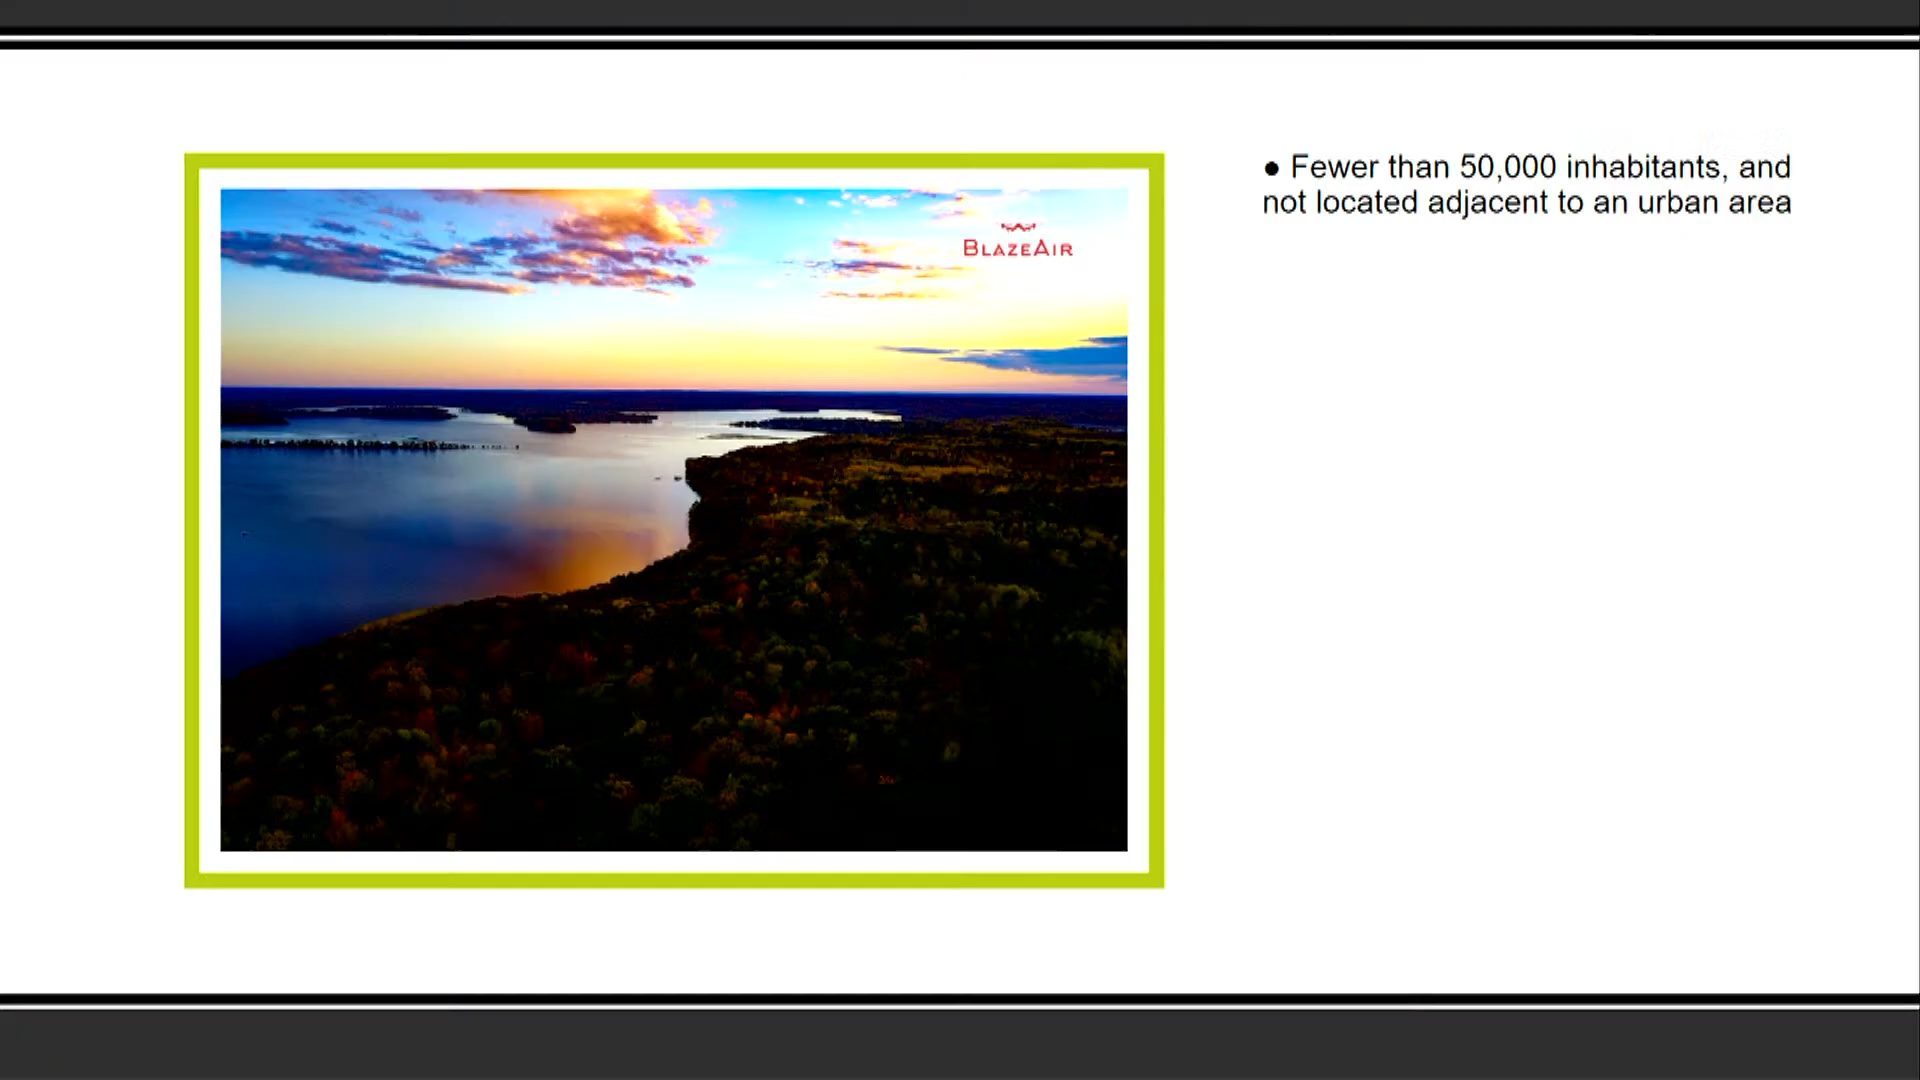 BLAZEAIR
● Fewer than 50,000 inhabitants, and
not located adjacent to an urban area